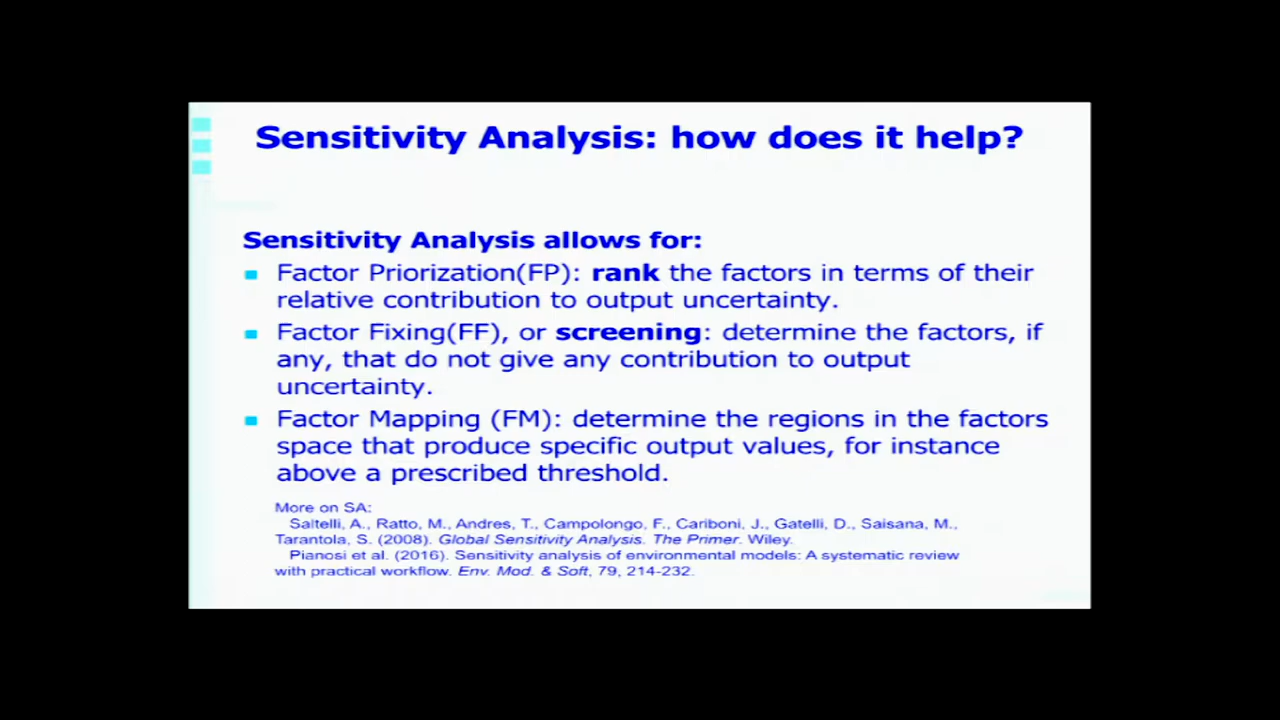 Sensitivity Analysis: how does it help?
Sensitivity Analysis allows for:
Factor Priorization(FP): rank the factors in terms of their
relative contribution to output uncertainty.
Factor Fixing(FF), or screening: determine the factors, if
any, that do not give any contribution to output
uncertainty.
Factor Mapping (FM): determine the regions in the factors
space that produce specific output values, for instance
above a prescribed threshold.
More on SA:
Saltelli, A., Ratto, M., Andres, T., Campolongo, F., Cariboni, J., Gatelli, D., Saisana, M.,
Tarantola, S. (2008). Global Sensitivity Analysis. The Primer. Wiley.
Pianosi et al. (2016). Sensitivity analysis of environmental models: A systematic review
with practical workflow. Env. Mod. & Soft, 79, 214-232.